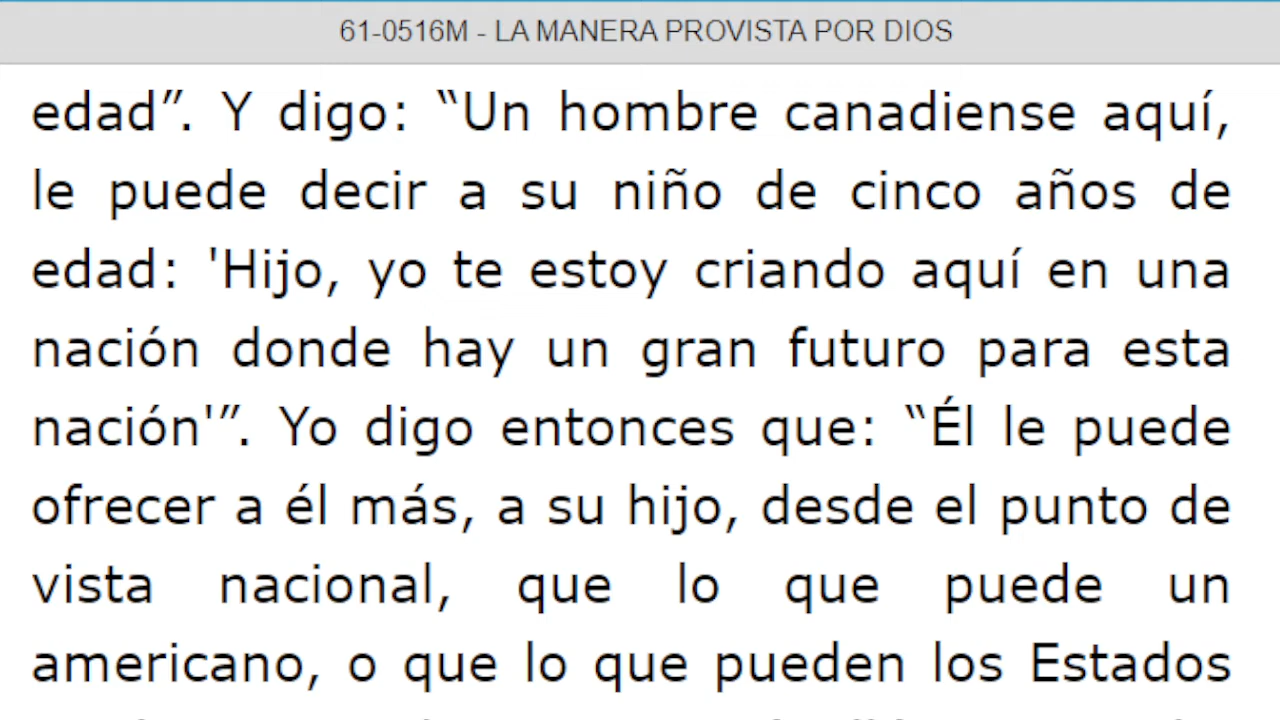 61-0516M - LA MANERA PROVISTA POR DIOS
edad”. Y digo: “Un hombre canadiense aquí,
le puede decir a su niño de cinco años de
edad: 'Hijo, yo te estoy criando aquí en una
nación donde hay un gran futuro para esta
nación'”. Yo digo entonces que: “Él le puede
ofrecer a él más, a su hijo, desde el punto de
vista nacional, que lo que puede un
americano, o que lo que pueden los Estados